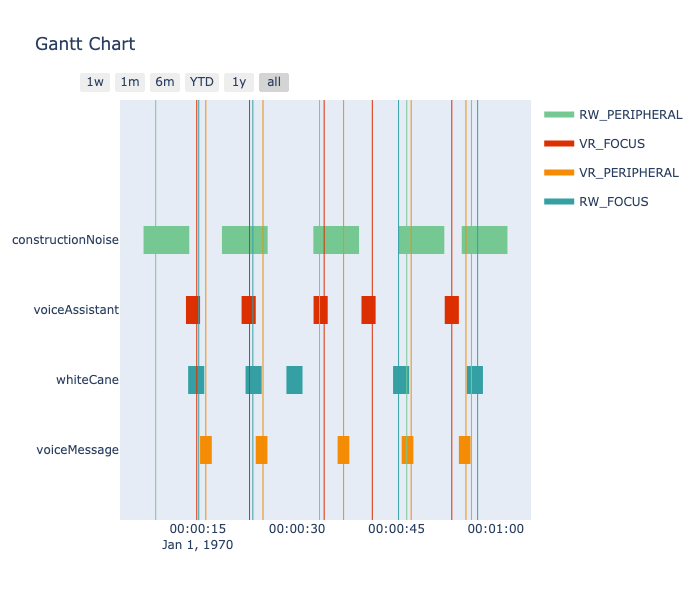 Gantt Chart
1w 1m 6m YTD 1y all
RW_PERIPHERAL
VR_FOCUS
VR_PERIPHERAL
RW_FOCUS
constructionNoise
voiceAssistant
whiteCane
voiceMessage
00:00:15 00:00:30 00:00:45 00:01:00
Jan 1, 1970